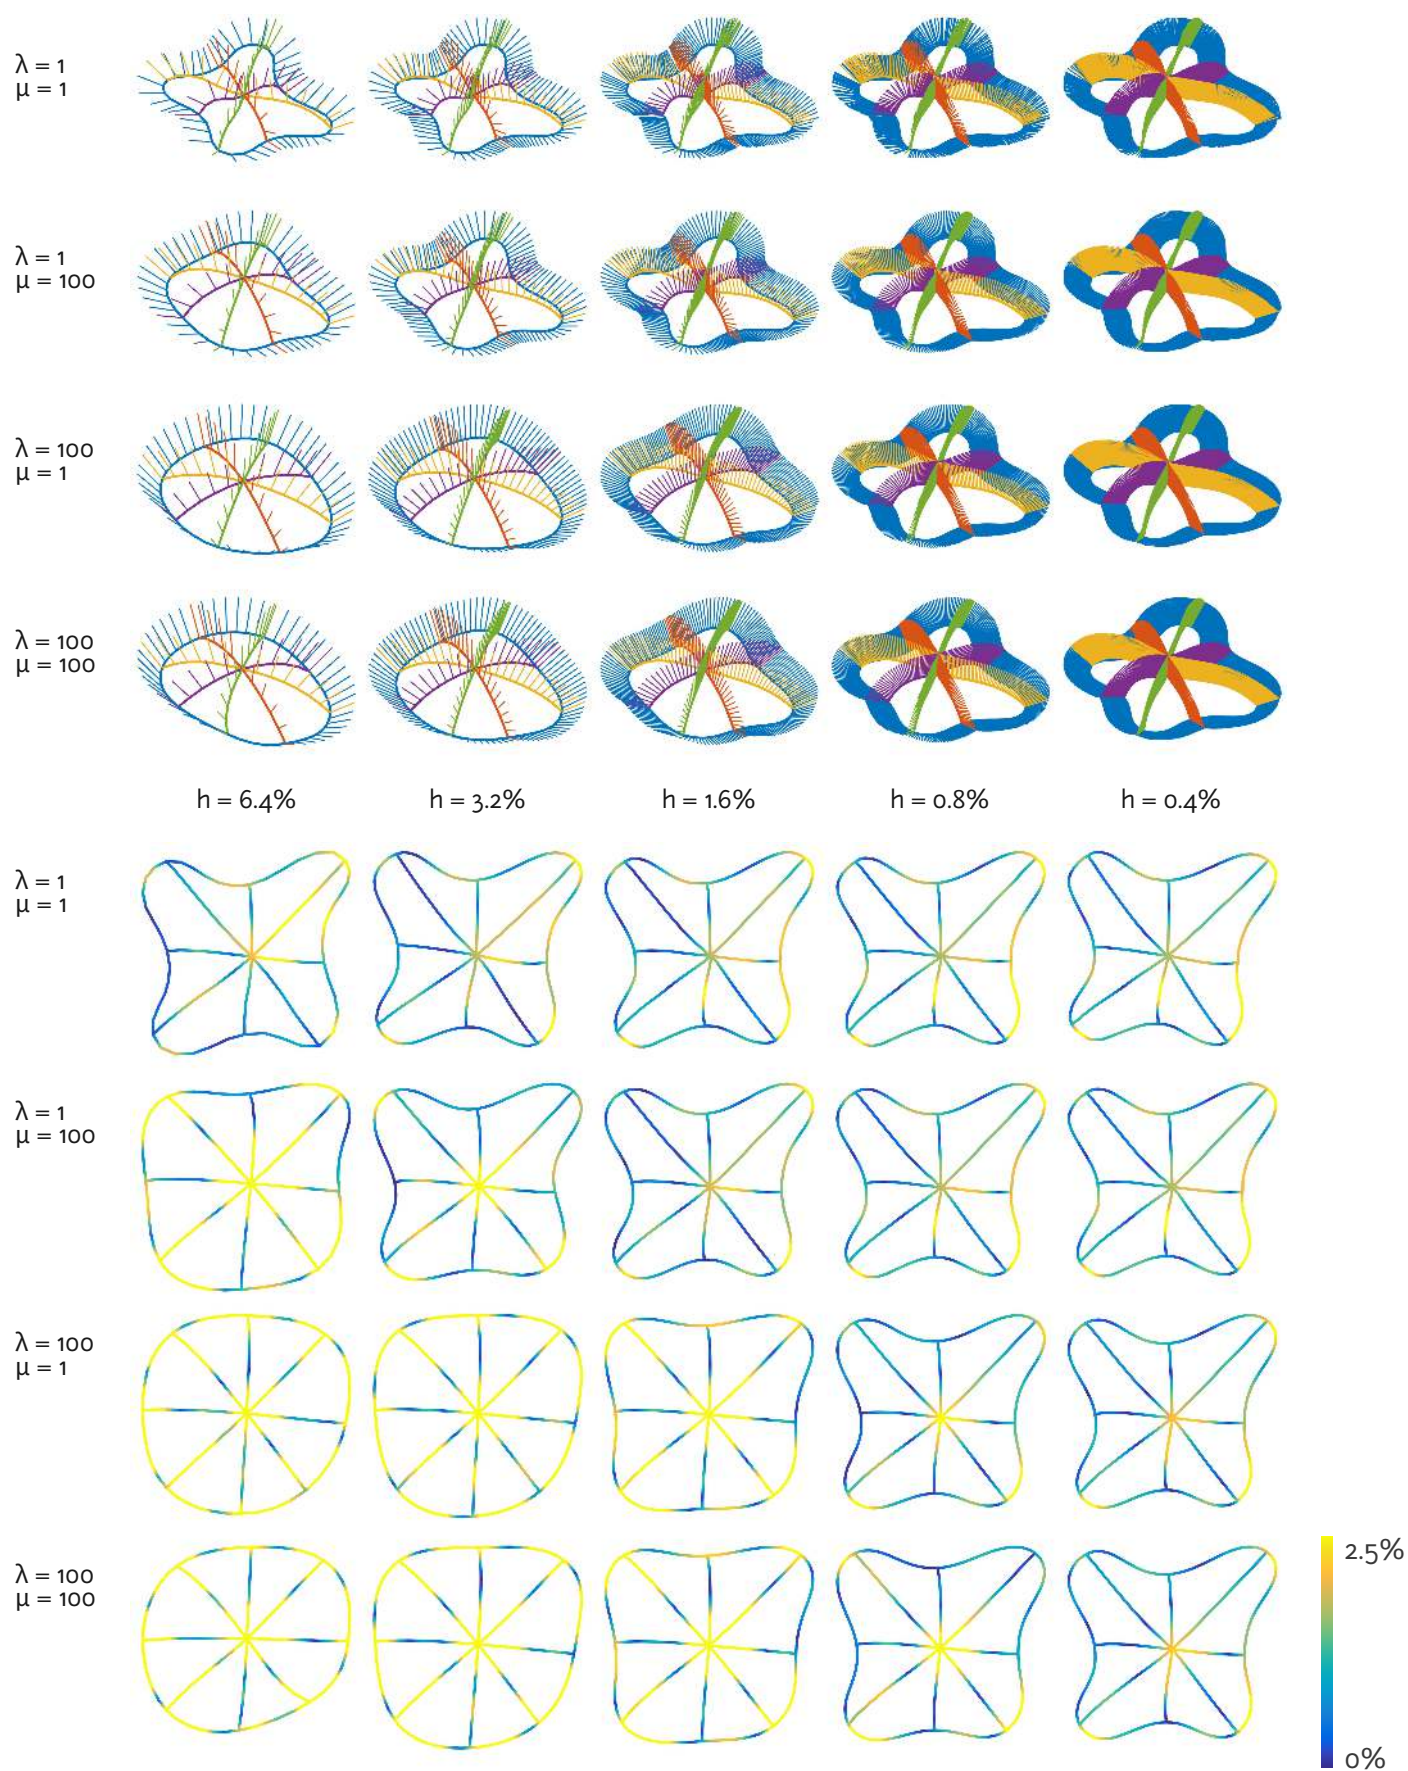 λ = 1
μ = 1
λ = 1
μ = 100
λ = 100
μ = 1
λ = 100
μ = 100
h = 6.4%
h = 3.2%
h = 1.6%
h = 0.8%
h = 0.4%
λ = 1
μ = 1
λ = 1
μ = 100
λ = 100
μ = 1
λ = 100
μ = 100
2.5%
0%